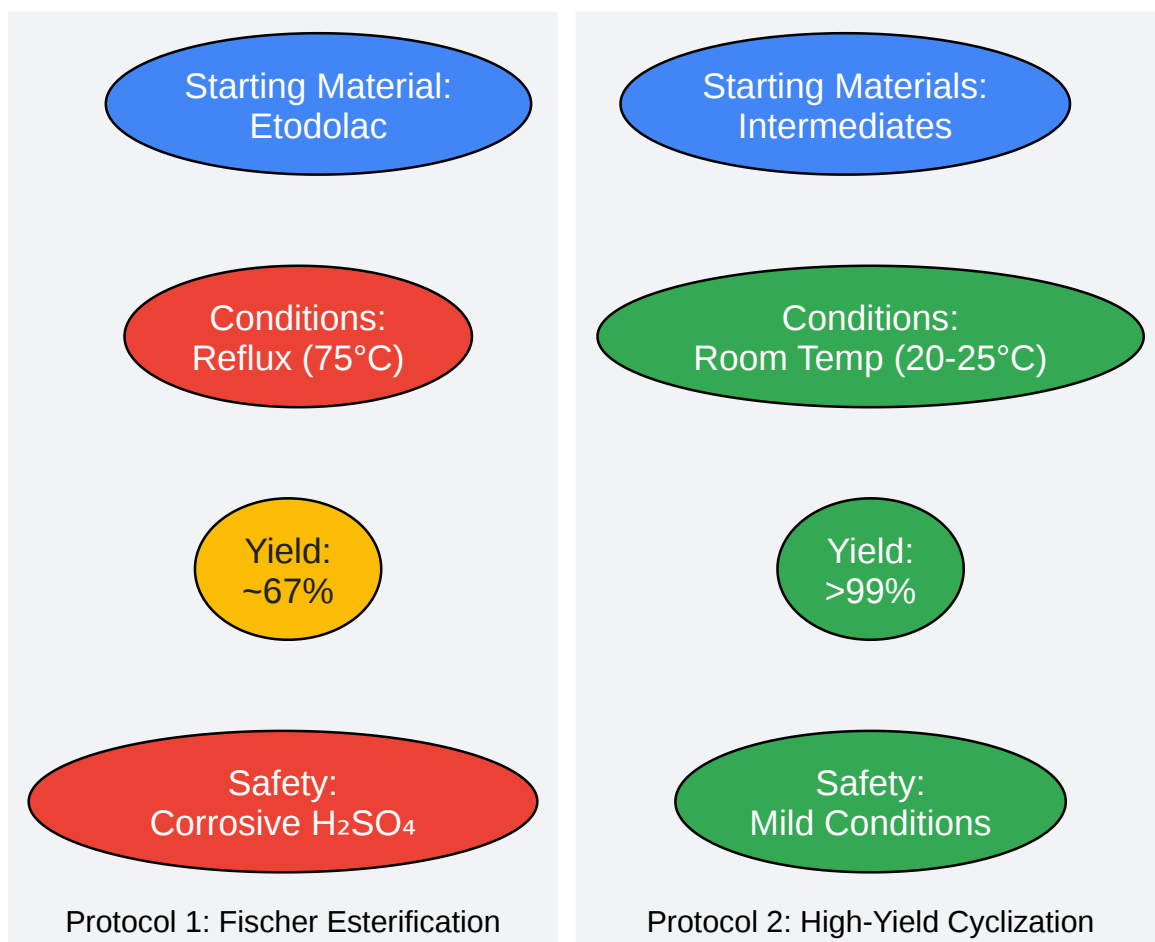 Starting Material:
Etodolac
Conditions:
Reflux (75°C)
Yield:
~67%
Safety:
Corrosive H₂SO₄
Protocol 1: Fischer Esterification
Starting Materials:
Intermediates
Conditions:
Room Temp (20-25°C)
Yield:
>99%
Safety:
Mild Conditions
Protocol 2: High-Yield Cyclization